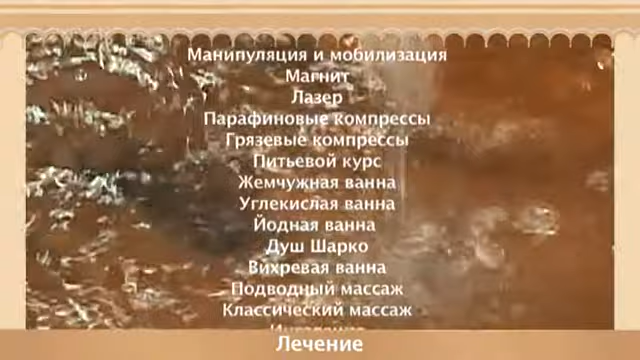 Манипуляция и мобилизация
Магнит
Лазер
Парафиновые компрессы
Грязевые компрессы
Питьевой курс
Жемчужная ванна
Углекислая ванна
Йодная ванна
Душ Шарко
Вихревая ванна
Подводный массаж
Классический массаж
Лечение